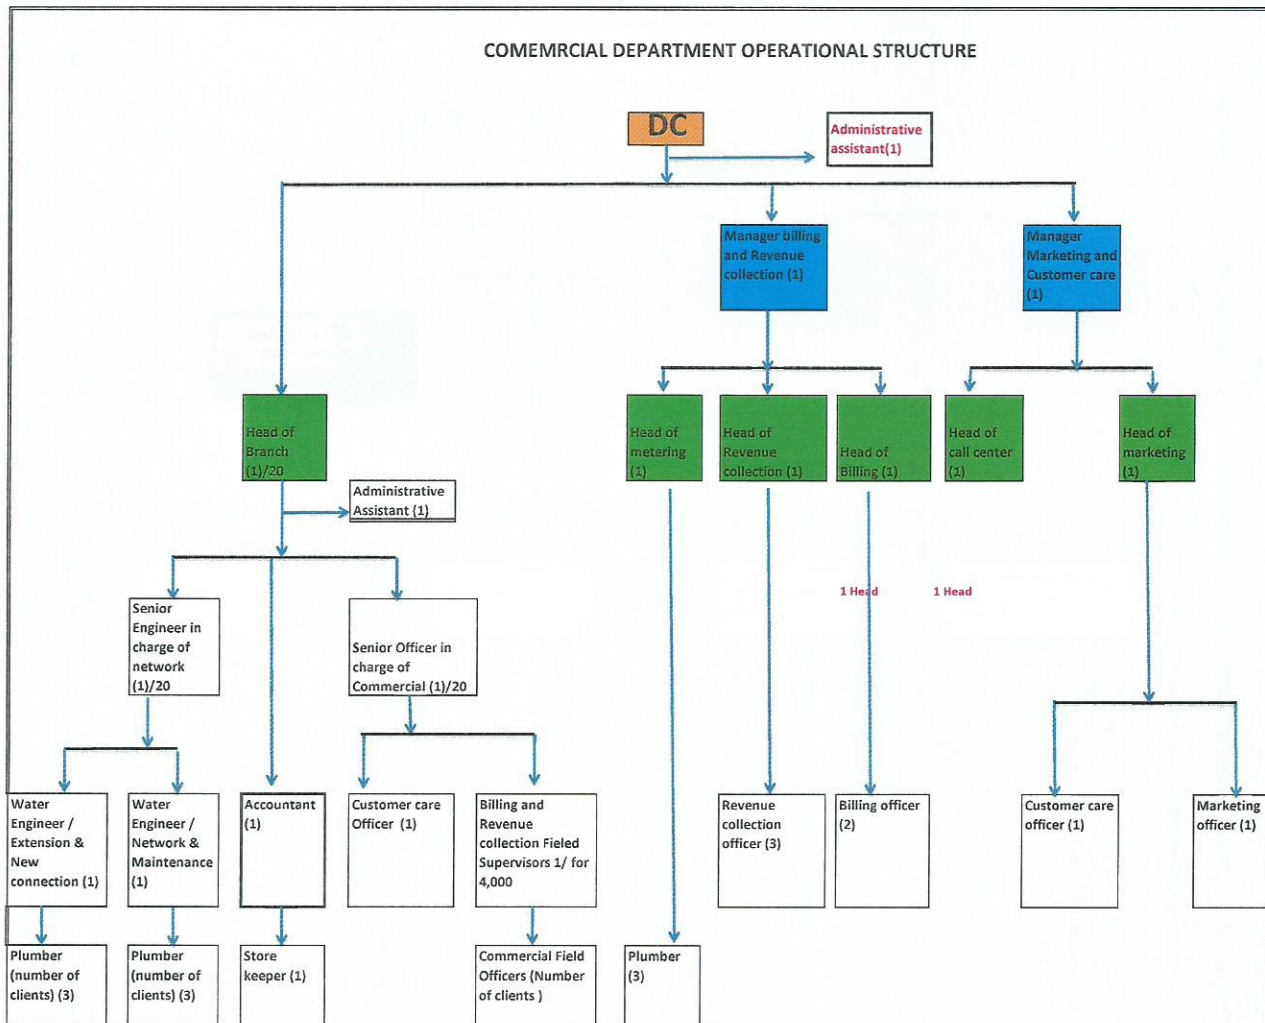 COMEMRCIAL DEPARTMENT OPERATIONAL STRUCTURE
DC
Administrative
assistant(1)
Manager billing
and Revenue
collection (1)
Manager
Marketing and
Customer care
(1)
Head of
Branch
(1)/20
Head of
metering
(1)
Head of
Revenue
collection (1)
Head of
Billing (1)
Head of
call center
(1)
Head of
marketing
(1)
Administrative
Assistant (1)
1 Head
1 Head
Senior
Engineer in
charge of
network
(1)/20
Senior Officer in
charge of
Commercial (1)/20
Water
Engineer /
Extension &
New
connection (1)
Water
Engineer /
Network &
Maintenance
(1)
Accountant
(1)
Customer care
Officer (1)
Billing and
Revenue
collection Fieled
Supervisors 1/ for
4,000
Revenue
collection
officer (3)
Billing officer
(2)
Customer care
officer (1)
Marketing
officer (1)
Plumber
(number of
clients) (3)
Plumber
(number of
clients) (3)
Store
keeper (1)
Commercial Field
Officers (Number
of clients )
Plumber
(3)